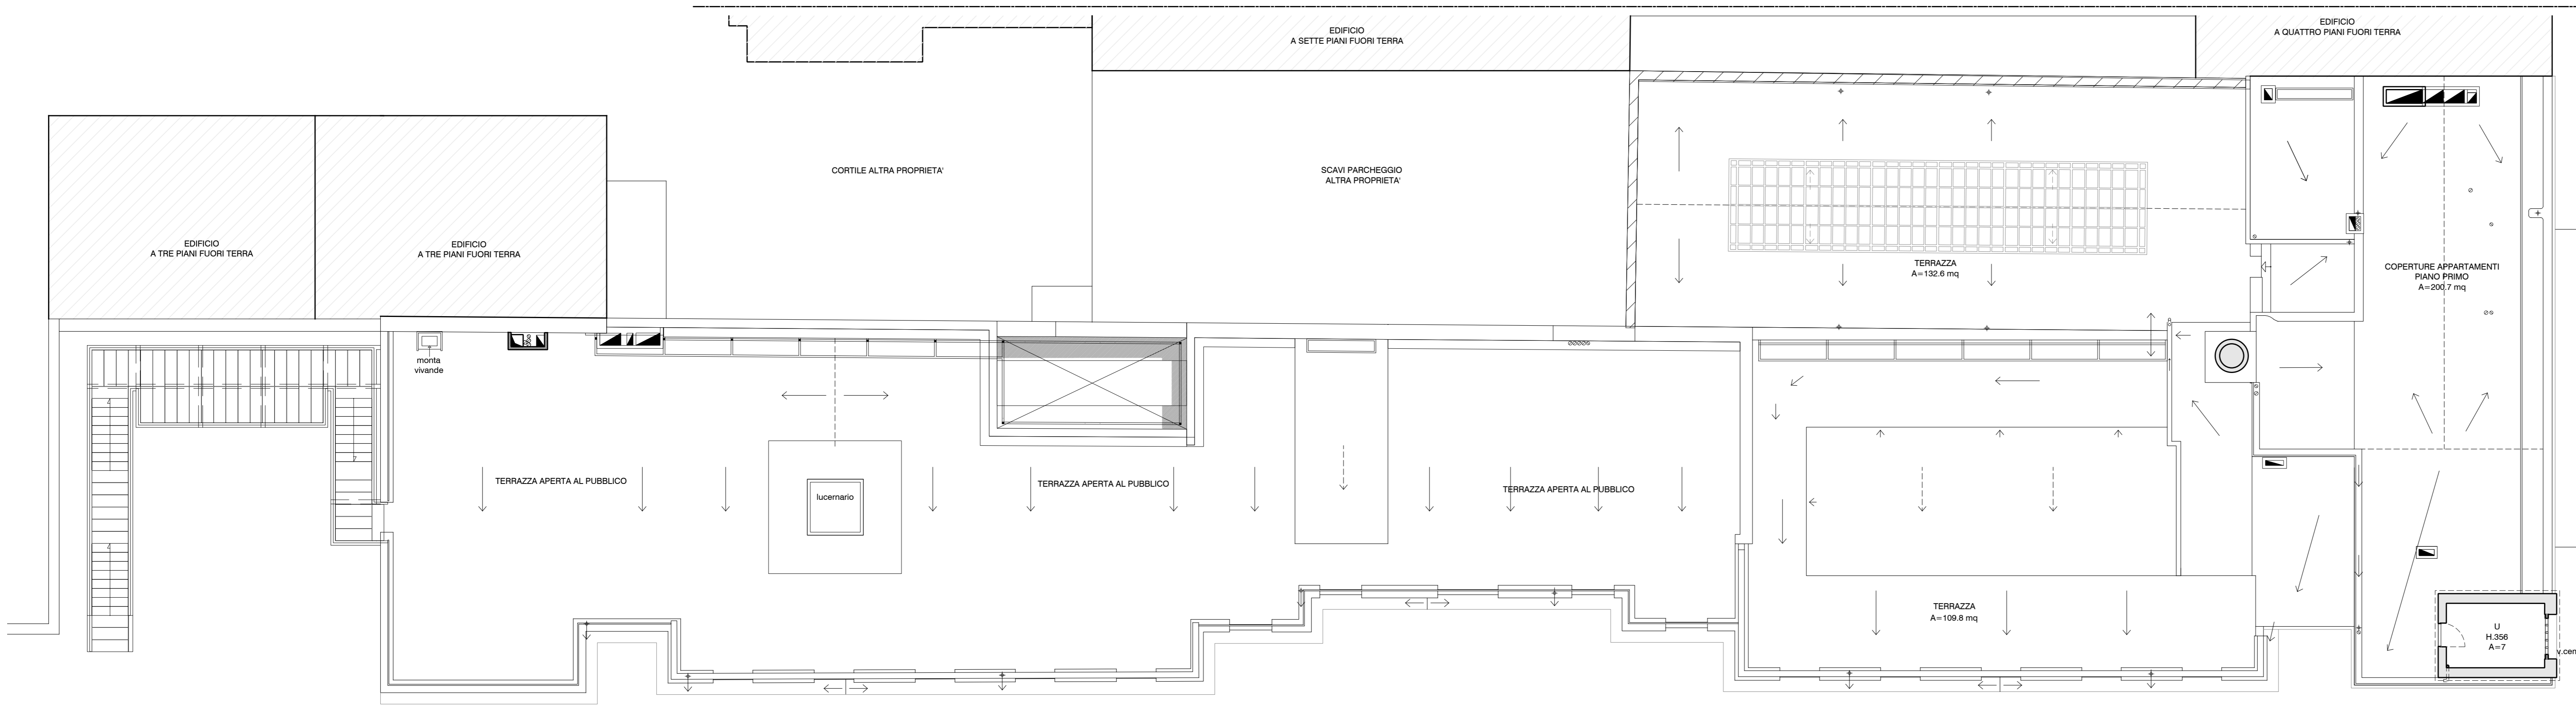 EDIFICIO
A SETTE PIANI FUORI TERRA
EDIFICIO
A QUATTRO PIANI FUORI TERRA
CORTILE ALTRA PROPRIETA'
SCAVI PARCHEGGIO
ALTRA PROPRIETA'
EDIFICIO
A TRE PIANI FUORI TERRA
EDIFICIO
A TRE PIANI FUORI TERRA
TERRAZZA
A=132.6 mq
COPERTURE APPARTAMENTI
PIANO PRIMO
A=200.7 mq
monta
vivande
TERRAZZA APERTA AL PUBBLICO
lucernario
TERRAZZA APERTA AL PUBBLICO
TERRAZZA APERTA AL PUBBLICO
TERRAZZA
A=109.8 mq
U
H.356
A=7
v.cen